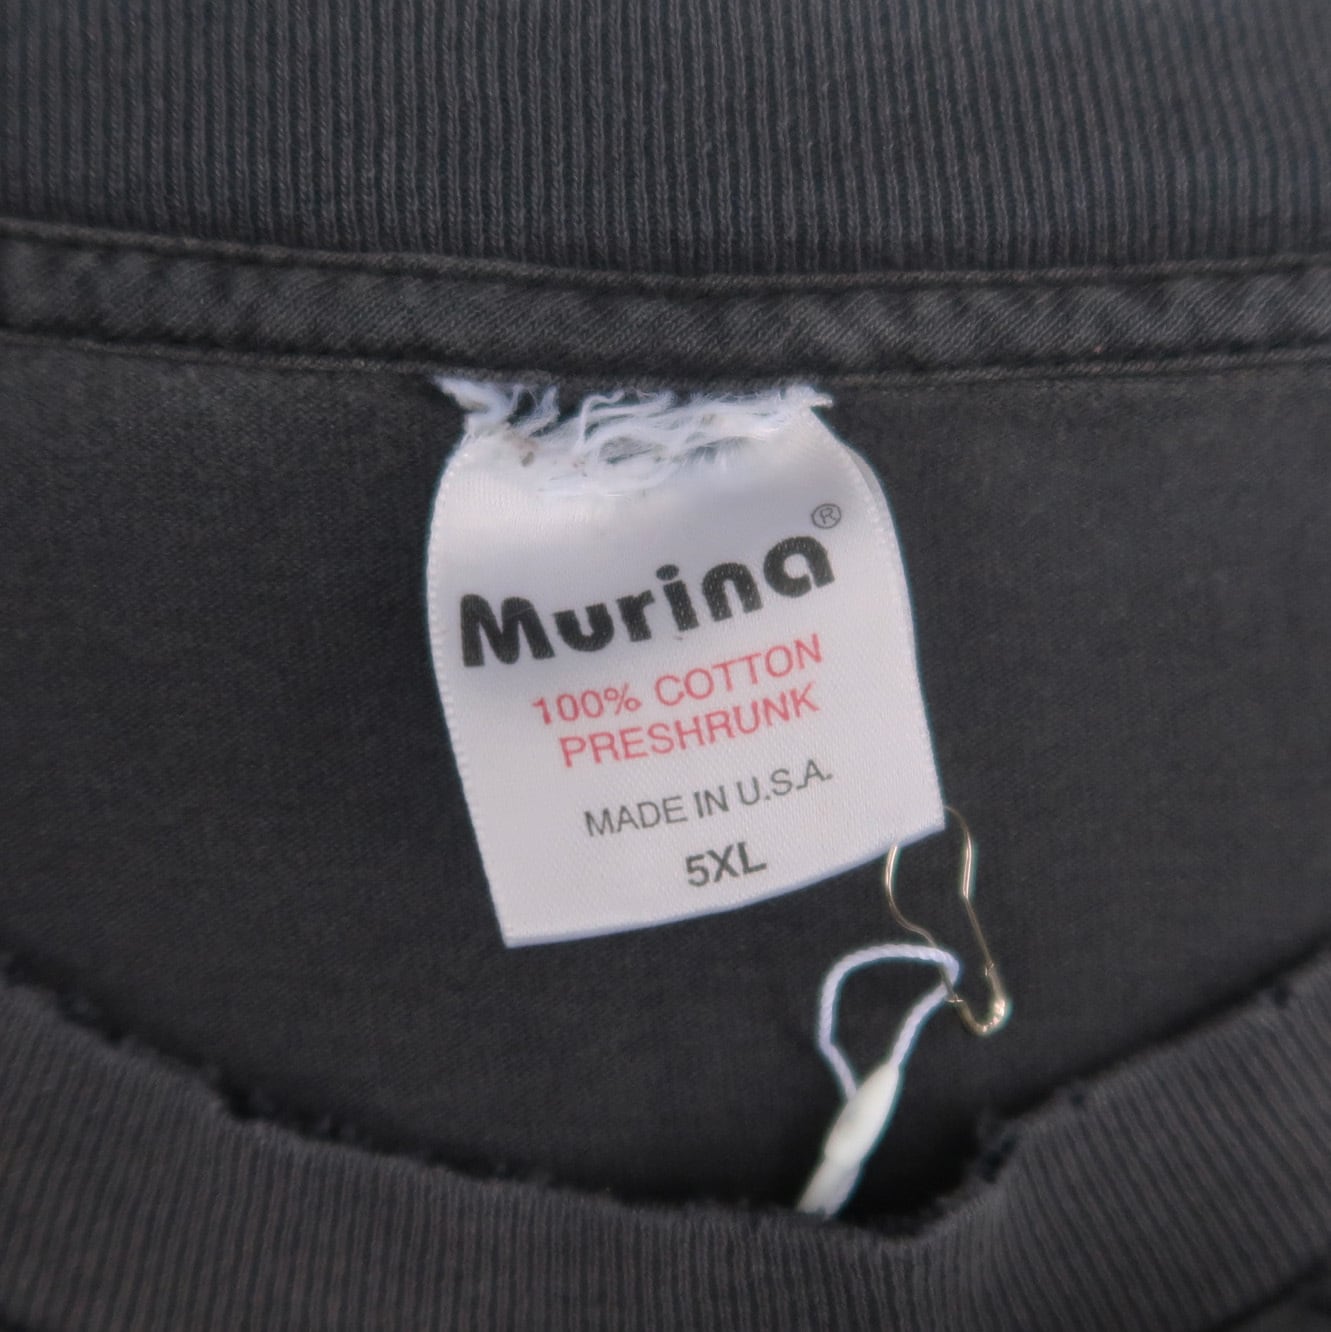 Murina®
100% COTTON
PRESHRUNK
MADE IN U.S.A.
5XL